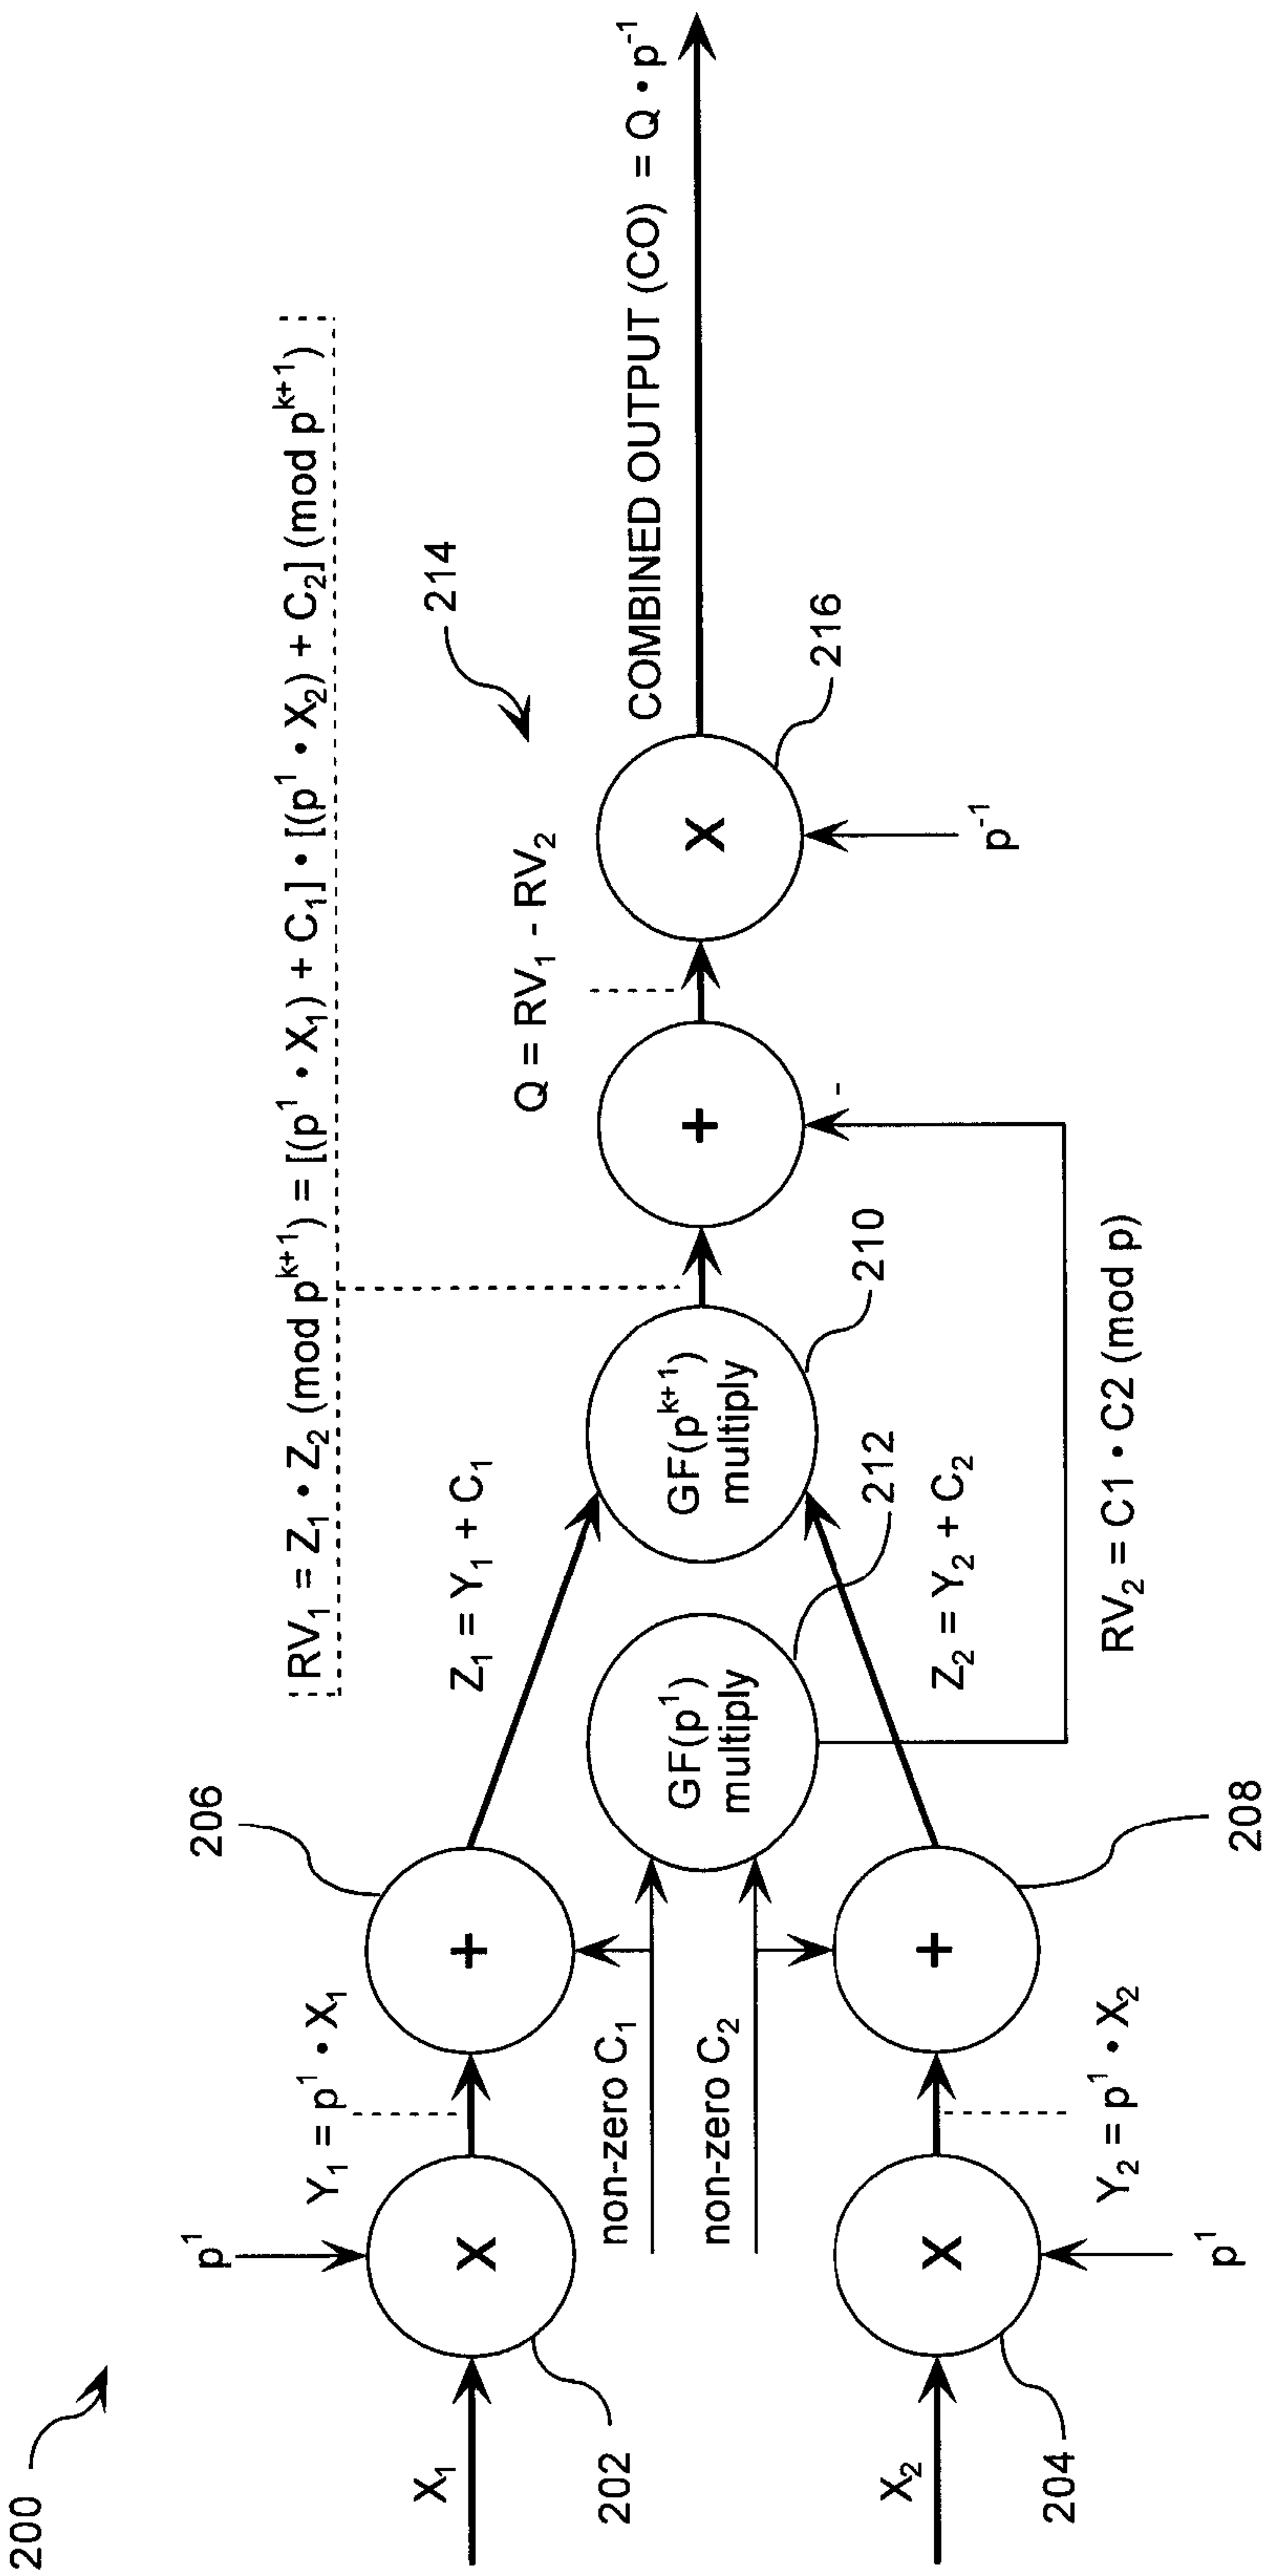 200
X₁
202
p¹
Y₁ = p¹ • X₁
X
+
206
non-zero C₁
non-zero C₂
X₂
204
p¹
Y₂ = p¹ • X₂
X
+
208
GF(p¹)
multiply
212
Z₁ = Y₁ + C₁
Z₂ = Y₂ + C₂
GF(pᵏ⁺¹)
multiply
210
RV₁ = Z₁ • Z₂ (mod pᵏ⁺¹) = [(p¹ • X₁) + C₁] • [(p¹ • X₂) + C₂] (mod pᵏ⁺¹)
RV₂ = C1 • C2 (mod p)
+
-
Q = RV₁ - RV₂
214
X
p⁻¹
216
COMBINED OUTPUT (CO) = Q • p⁻¹